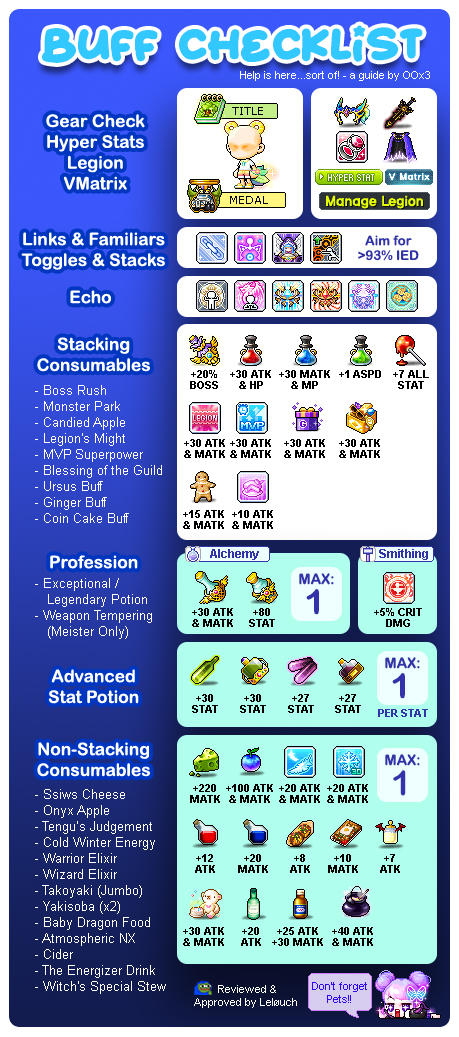 BUFF CHECKLIST
Help is here...sort of! - a guide by OOx3
Gear Check
Hyper Stats
Legion
VMatrix
TITLE
MEDAL
HYPER STAT
V Matrix
Manage Legion
Links & Familiars
Toggles & Stacks
Aim for
>93% IED
Echo
Stacking
Consumables
- Boss Rush
- Monster Park
- Candied Apple
- Legion's Might
- MVP Superpower
- Blessing of the Guild
- Ursus Buff
- Ginger Buff
- Coin Cake Buff
+20%
BOSS
+30 ATK
& HP
+30 MATK
& MP
+1 ASPD
+7 ALL
STAT
LEGION
MVP
+30 ATK
& MATK
+30 ATK
& MATK
+30 ATK
& MATK
+30 ATK
& MATK
+15 ATK
& MATK
+10 ATK
& MATK
Profession
- Exceptional /
Legendary Potion
- Weapon Tempering
(Meister Only)
Alchemy
+30 ATK
& MATK
+80
STAT
MAX:
1
Smithing
+5% CRIT
DMG
Advanced
Stat Potion
+30
STAT
+30
STAT
+27
STAT
+27
STAT
MAX:
1
PER STAT
Non-Stacking
Consumables
- Ssiws Cheese
- Onyx Apple
- Tengu's Judgement
- Cold Winter Energy
- Warrior Elixir
- Wizard Elixir
- Takoyaki (Jumbo)
- Yakisoba (x2)
- Baby Dragon Food
- Atmospheric NX
- Cider
- The Energizer Drink
- Witch's Special Stew
+220
MATK
+100 ATK
& MATK
+20 ATK
& MATK
+20 ATK
& MATK
MAX:
1
+12
ATK
+20
MATK
+8
ATK
+10
MATK
+7
ATK
+30 ATK
& MATK
+20
ATK
+25 ATK
+30 MATK
+40 ATK
& MATK
Reviewed &
Approved by Leløuch
Don't forget
Pets!!